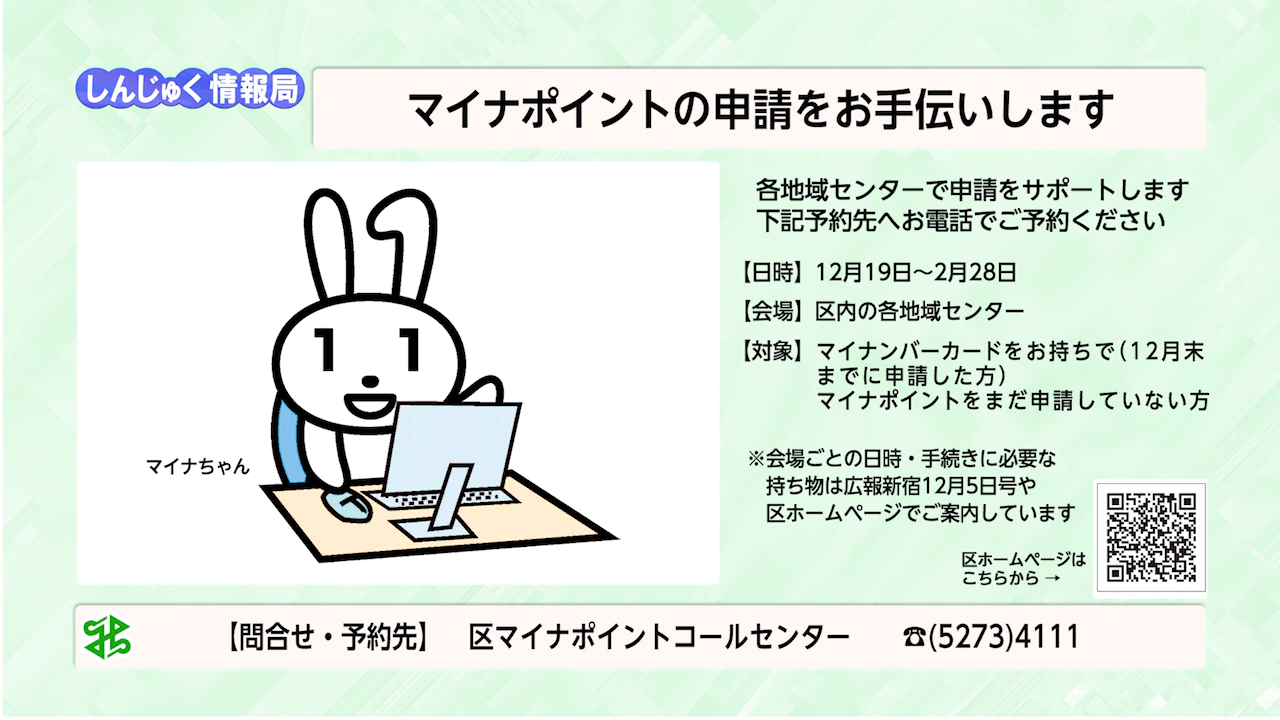 しんじゅく情報局
マイナポイントの申請をお手伝いします
各地域センターで申請をサポートします
下記予約先へお電話でご予約ください
【日時】12月19日～2月28日
【会場】区内の各地域センター
【対象】マイナンバーカードをお持ちで(12月末
までに申請した方)
マイナポイントをまだ申請していない方
マイナちゃん
※会場ごとの日時・手続きに必要な
持ち物は広報新宿12月5日号や
区ホームページでご案内しています
区ホームページは
こちらから →
【問合せ・予約先】 区マイナポイントコールセンター ☎(5273)4111